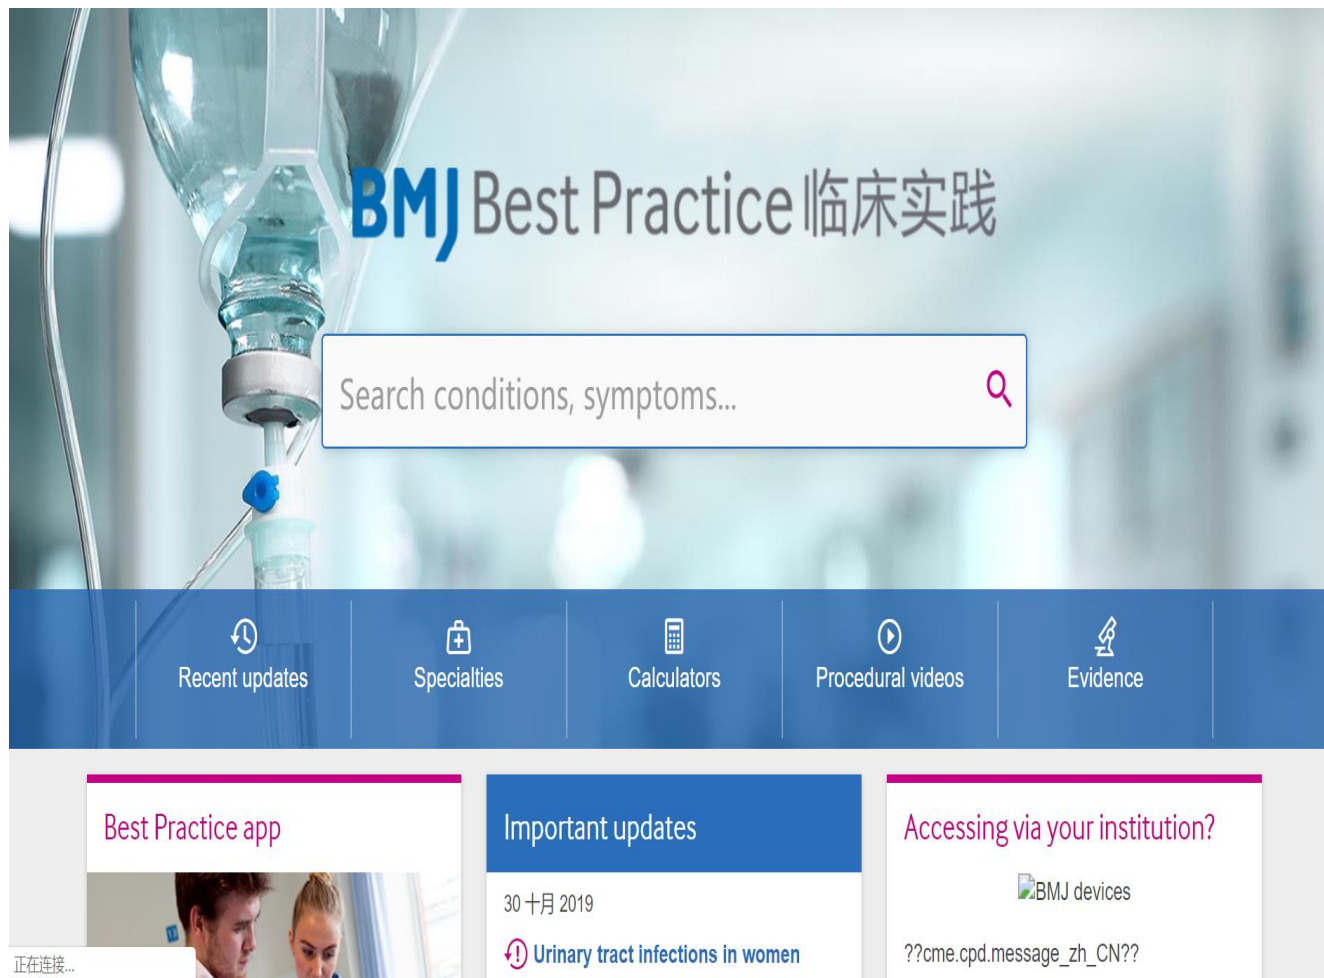 BMJ Best Practice 临床实践
Search conditions, symptoms...
Recent updates
Specialties
Calculators
Procedural videos
Evidence
Best Practice app
Important updates
30 十月 2019
Urinary tract infections in women
Accessing via your institution?
BMJ devices
??cme.cpd.message_zh_CN??
正在连接...